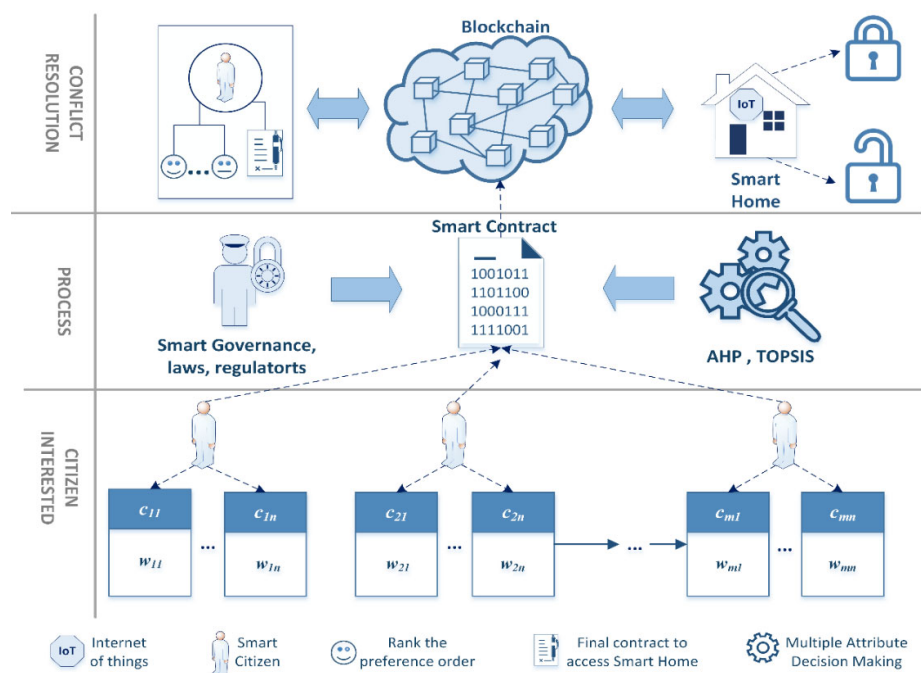 CONFLICT
RESOLUTION
Blockchain
IoT
Smart
Home
PROCESS
Smart Contract
1001011
1101100
1000111
1111001
Smart Governance,
laws, regulatorts
AHP , TOPSIS
CITIZEN
INTERESTED
c11
c1n
c21
c2n
cm1
cmn
...
...
...
...
w11
w1n
w21
w2n
wm1
wmn
IoT
Internet
of things
Smart
Citizen
Rank the
preference order
Final contract to
access Smart Home
Multiple Attribute
Decision Making